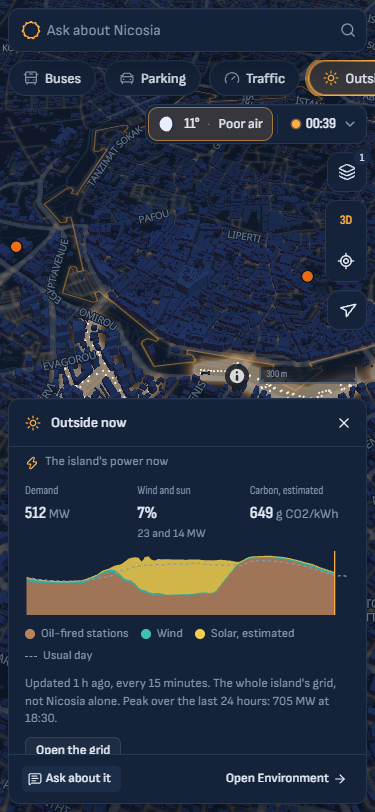 Ask about Nicosia
Buses
Parking
Traffic
Outsi
11° · Poor air
00:39
1
TANZIMAT SOKAK
PAFOU
LIPERTI
3D
EGYPT AVENUE
OMIROU
EVAGOROU
300 m
Outside now
The island's power now
Demand
Wind and sun
Carbon, estimated
512 MW
7%
649 g CO2/kWh
23 and 14 MW
Oil-fired stations
Wind
Solar, estimated
Usual day
Updated 1 h ago, every 15 minutes. The whole island's grid,
not Nicosia alone. Peak over the last 24 hours: 705 MW at
18:30.
Open the grid
Ask about it
Open Environment →